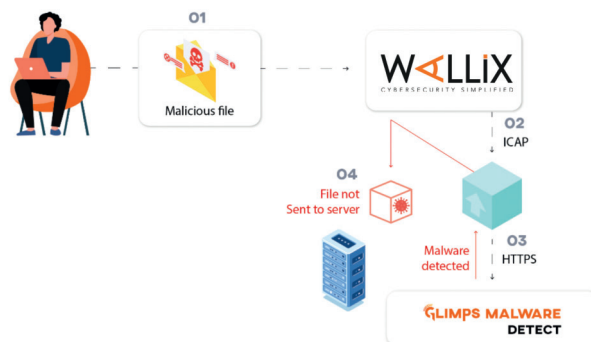 01
Malicious file
WALLIX
CYBERSECURITY SIMPLIFIED
02
ICAP
04
File not
Sent to server
Malware
detected
03
HTTPS
GLIMPS MALWARE
DETECT